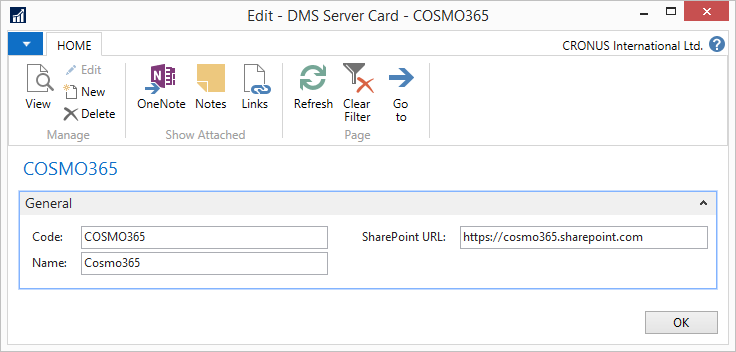 Edit - DMS Server Card - COSMO365
HOME
CRONUS International Ltd.
?
View
Edit
New
Delete
Manage
N
OneNote
Notes
Links
Show Attached
Refresh
Clear
Filter
Go
to
Page
COSMO365
General
Code: COSMO365
SharePoint URL: https://cosmo365.sharepoint.com
Name: Cosmo365
OK